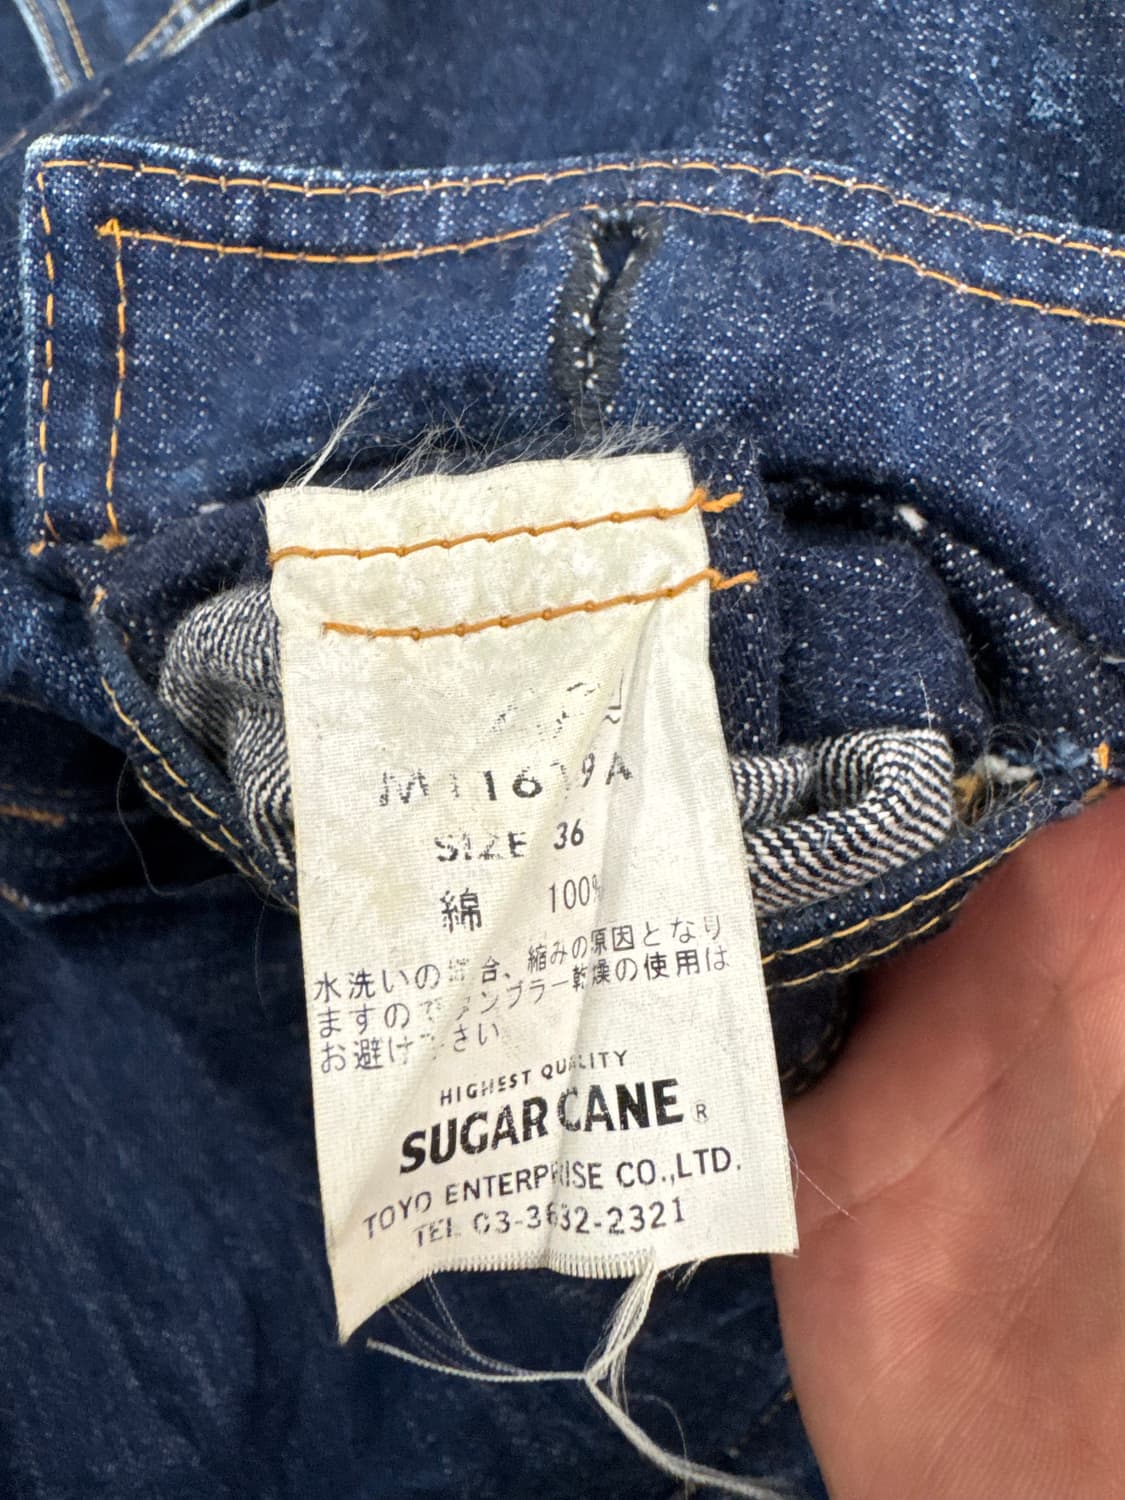 SIZE 36
綿 100%
水洗いの場合、縮みの原因となり
ますのでタンブラー乾燥の使用は
お避け下さい
HIGHEST QUALITY
SUGAR CANE ®
TOYO ENTERPRISE CO.,LTD.
TEL 03-3632-2321